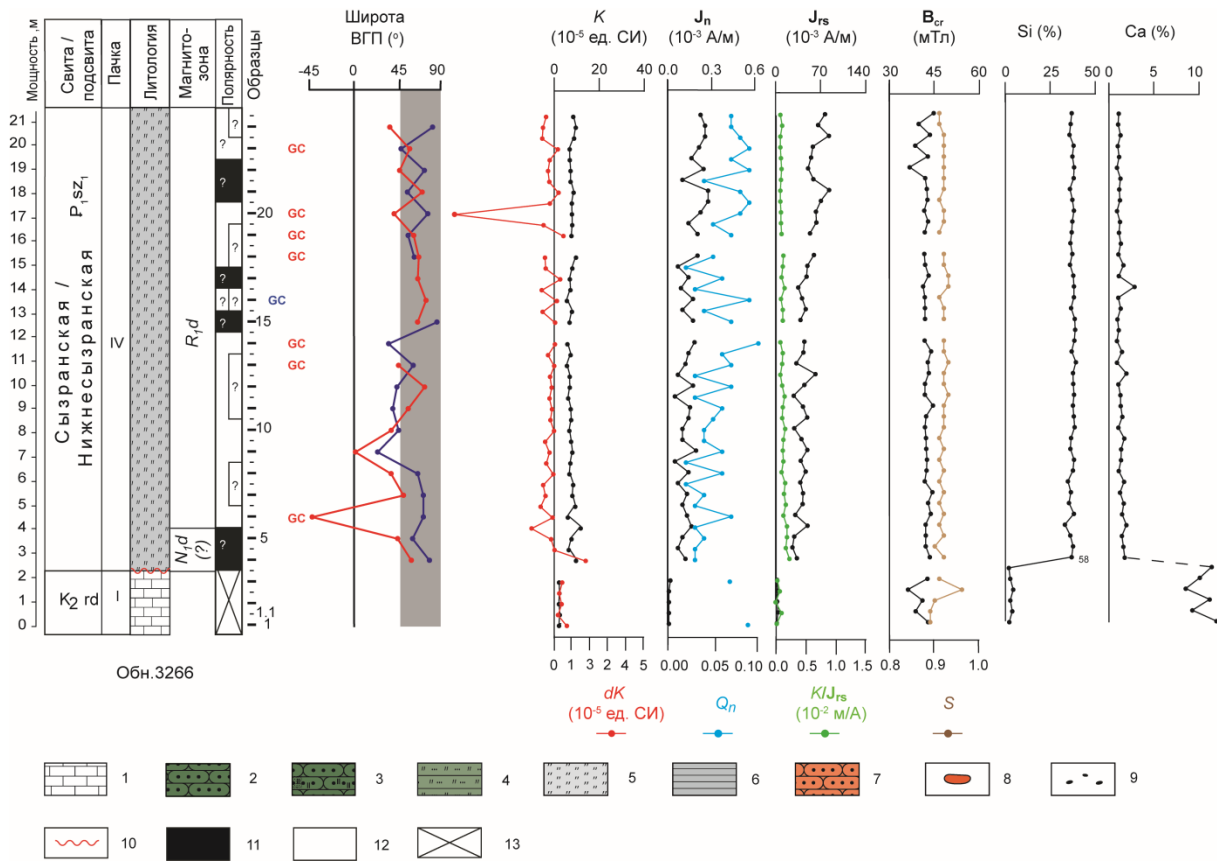 Мощность ,м
Свита / подсвита
Пачка
Литология
Магнито-зона
Полярность
Образцы
Широта
ВГП (º)
-45 0 45 90
K
(10⁻⁵ ед. СИ)
0 20 40
Jn
(10⁻³ А/м)
0.0 0.3 0.6
Jrs
(10⁻³ А/м)
0 70 140
Bcr
(мТл)
30 45 60
Si (%)
0 25 50
Ca (%)
0 5 10
21
20
19
18
17
16
15
14
13
12
11
10
9
8
7
6
5
4
3
2
1
0
Сызранская /
Нижнесызранская
P₁sz₁
K₂ rd
IV
I
R₁d
N₁d
(?)
?
?
?
?
?
?
?
?
?
?
?
?
20
15
10
5
1,1
1
GC
GC
GC
GC
GC
GC
GC
GC
58
Обн.3266
0 1 2 3 4 5
dK
(10⁻⁵ ед. СИ)
0.00 0.05 0.10
Qn
0.0 0.5 1.0 1.5
K/Jrs
(10⁻² м/А)
0.8 0.9 1.0
S
1
2
3
4
5
6
7
8
9
10
11
12
13